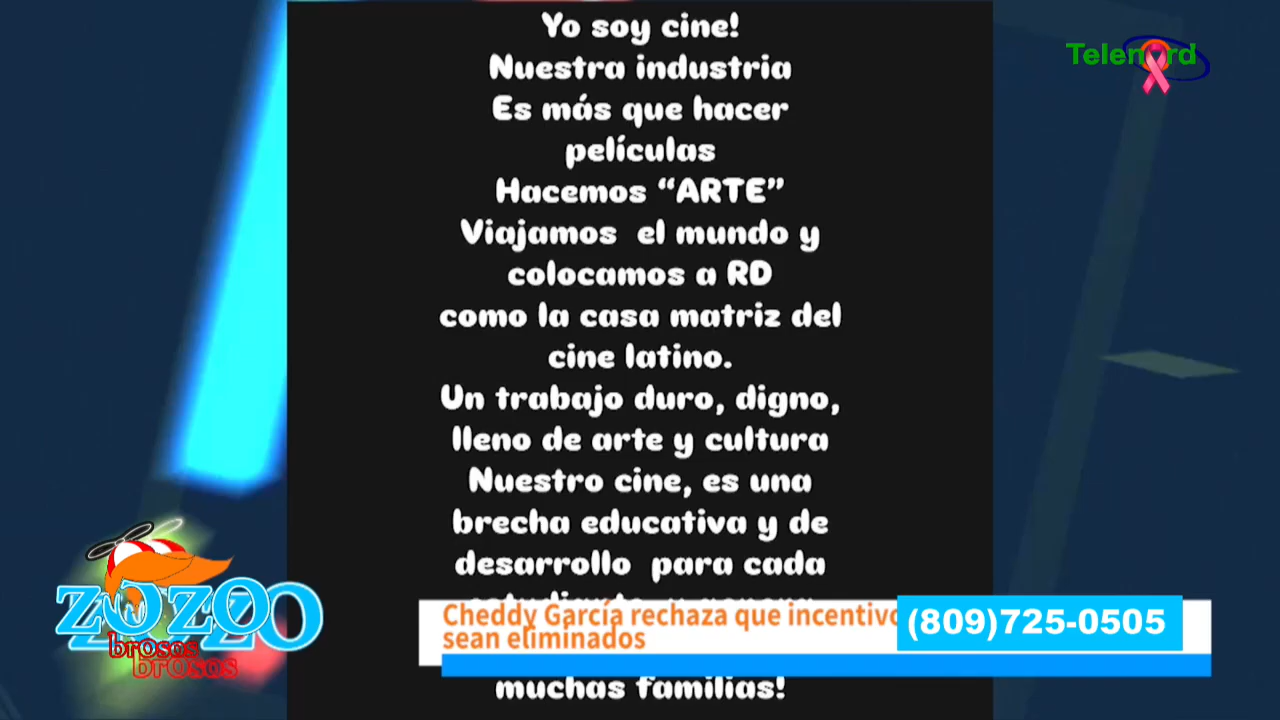 Yo soy cine!
Nuestra industria
Es más que hacer
películas
Hacemos “ARTE”
Viajamos el mundo y
colocamos a RD
como la casa matriz del
cine latino.
Un trabajo duro, digno,
lleno de arte y cultura
Nuestro cine, es una
brecha educativa y de
desarrollo para cada
muchas familias!
Telenord
ZOZOO
brosos
brosos
Cheddy García rechaza que incentivo
sean eliminados
(809)725-0505